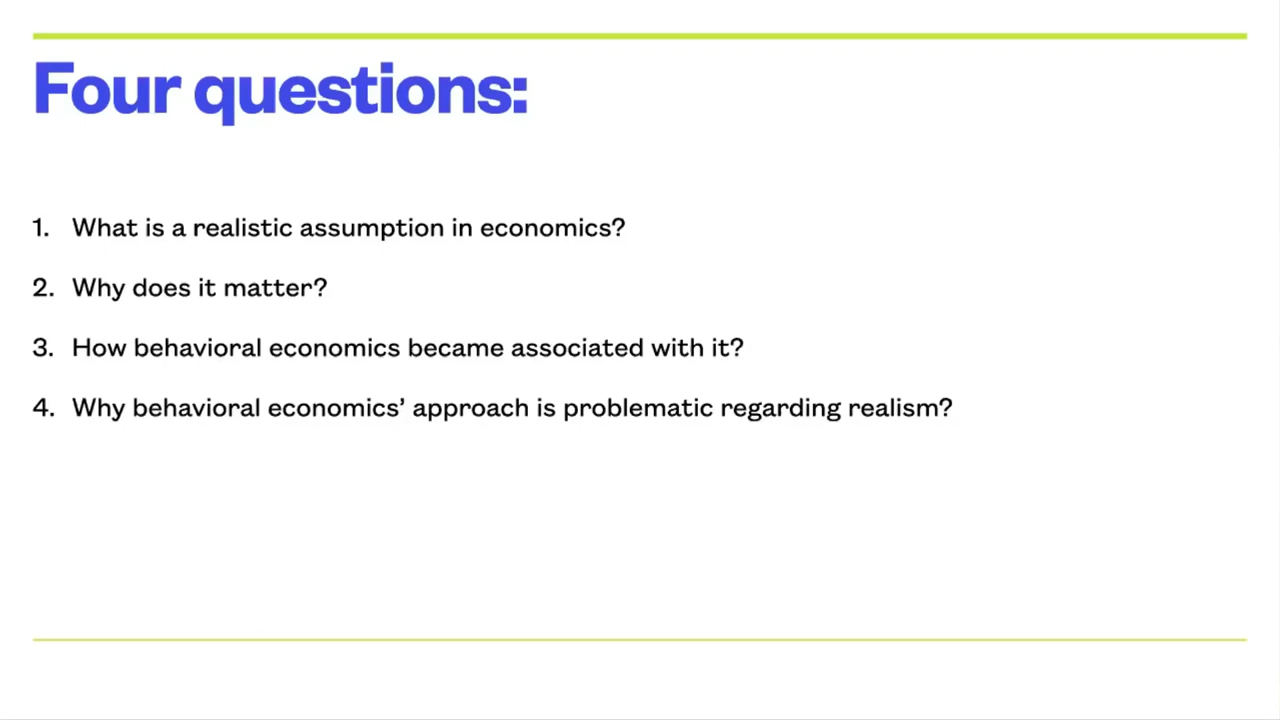 Four questions:
1. What is a realistic assumption in economics?
2. Why does it matter?
3. How behavioral economics became associated with it?
4. Why behavioral economics’ approach is problematic regarding realism?